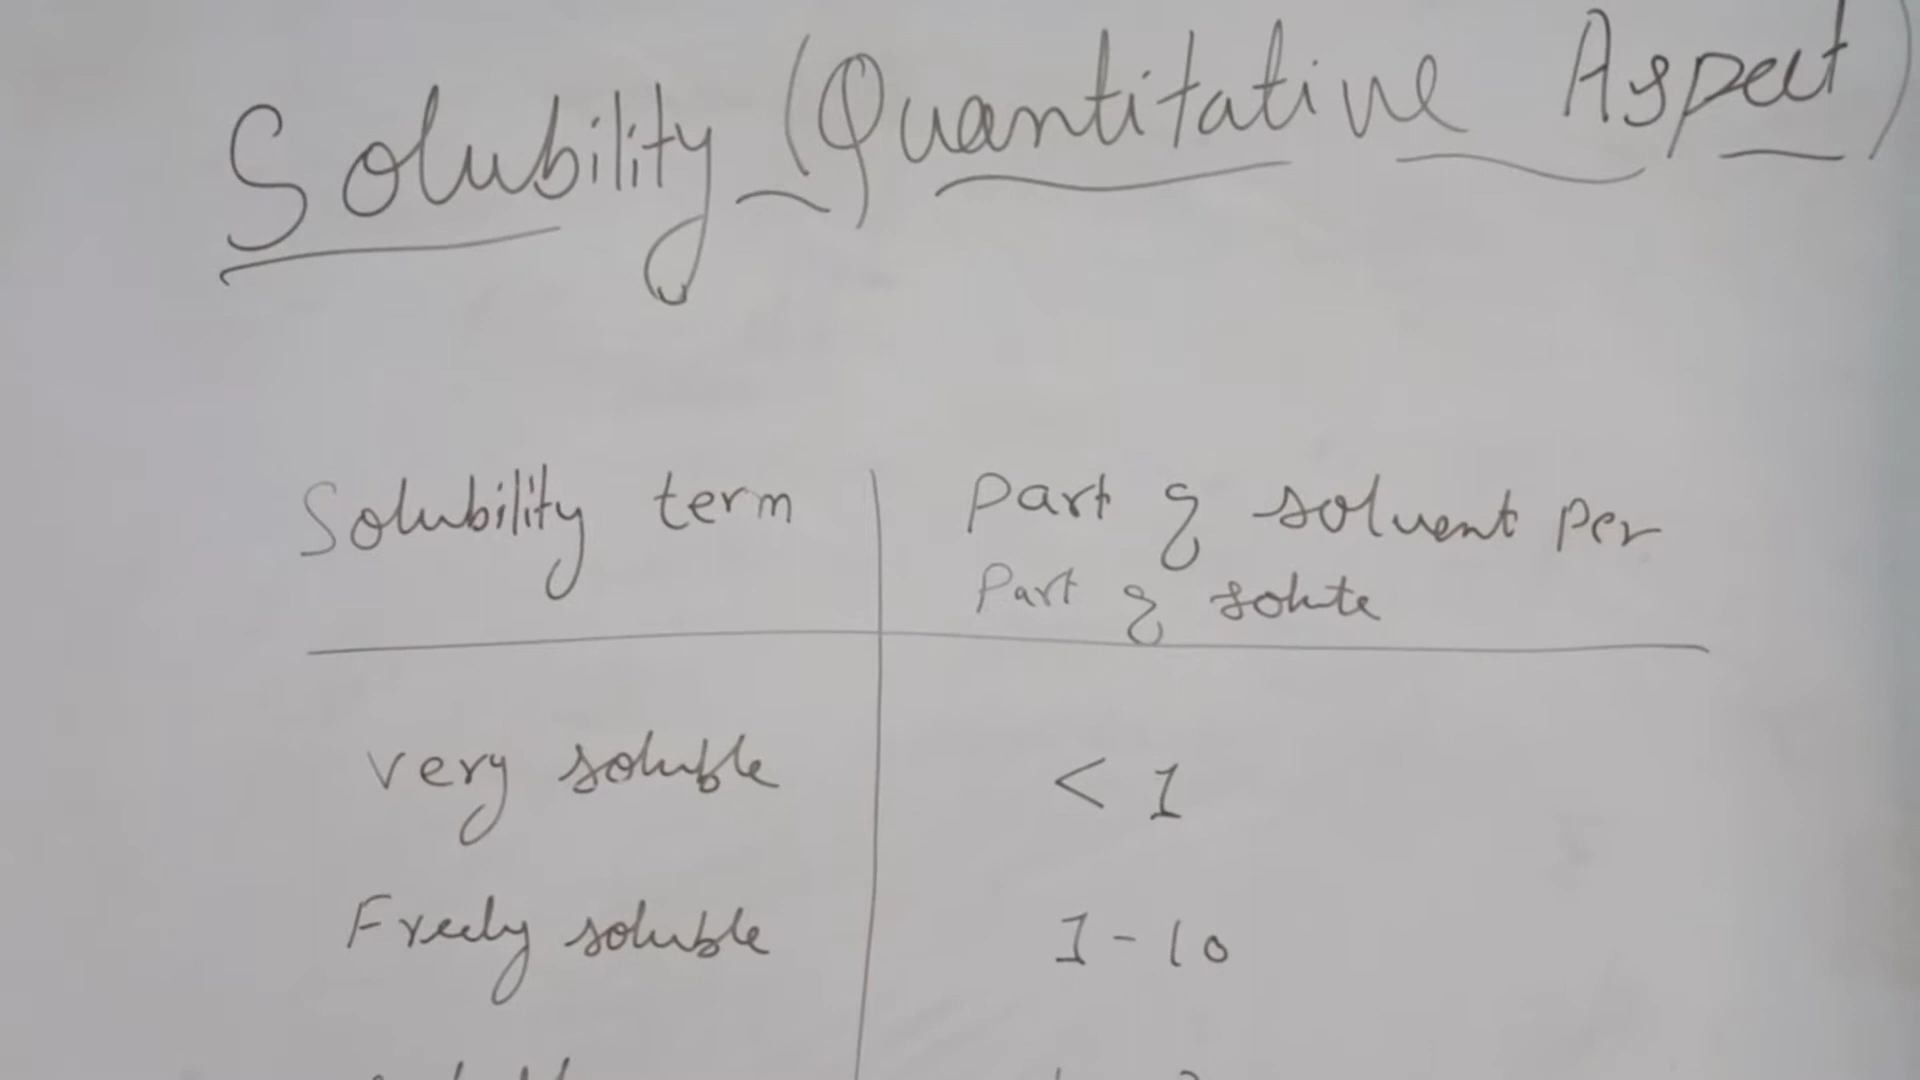 Solubility (Quantitative Aspect)
Solubility term
Part of solvent per
Part of solute
very soluble
< 1
Freely soluble
1 - 10